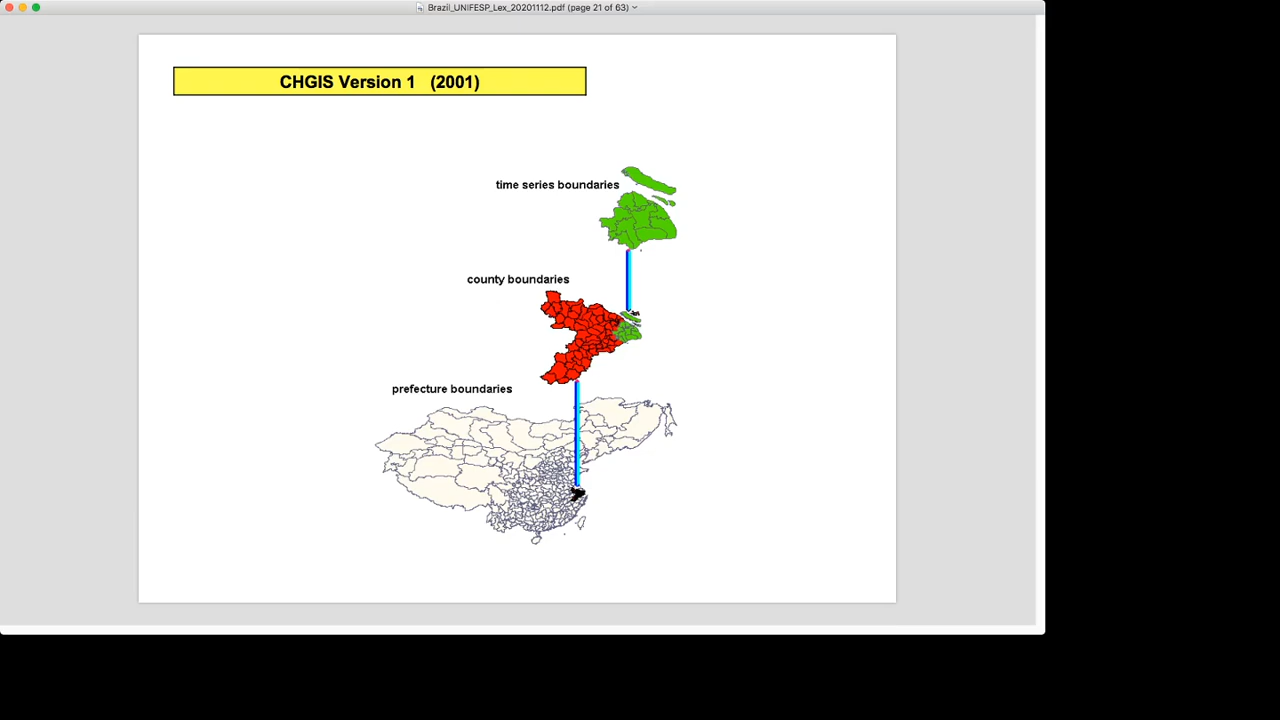 Brazil_UNIFESP_Lex_20201112.pdf (page 21 of 63)
CHGIS Version 1 (2001)
time series boundaries
county boundaries
prefecture boundaries